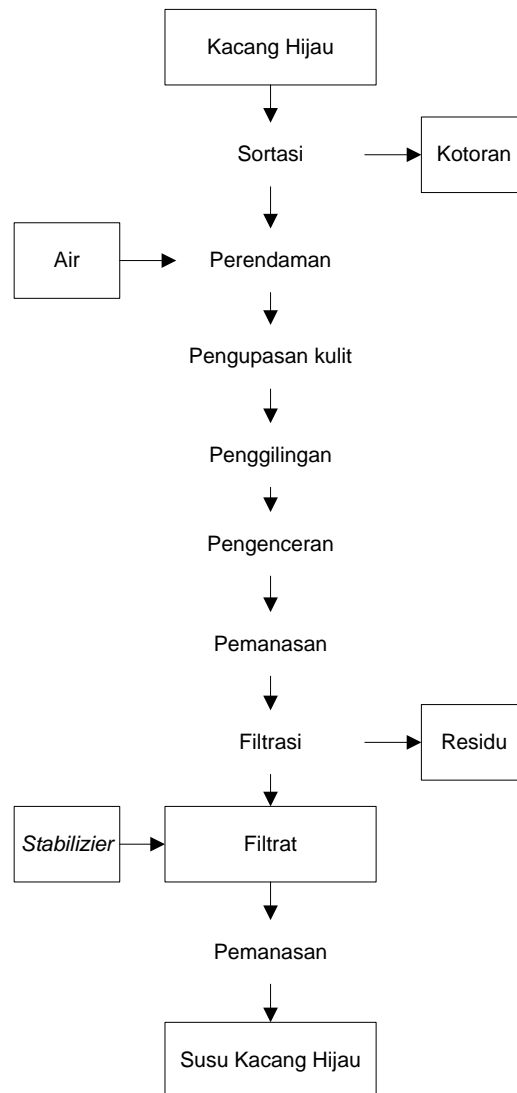 Kacang Hijau
Sortasi
Kotoran
Air
Perendaman
Pengupasan kulit
Penggilingan
Pengenceran
Pemanasan
Filtrasi
Residu
Stabilizier
Filtrat
Pemanasan
Susu Kacang Hijau